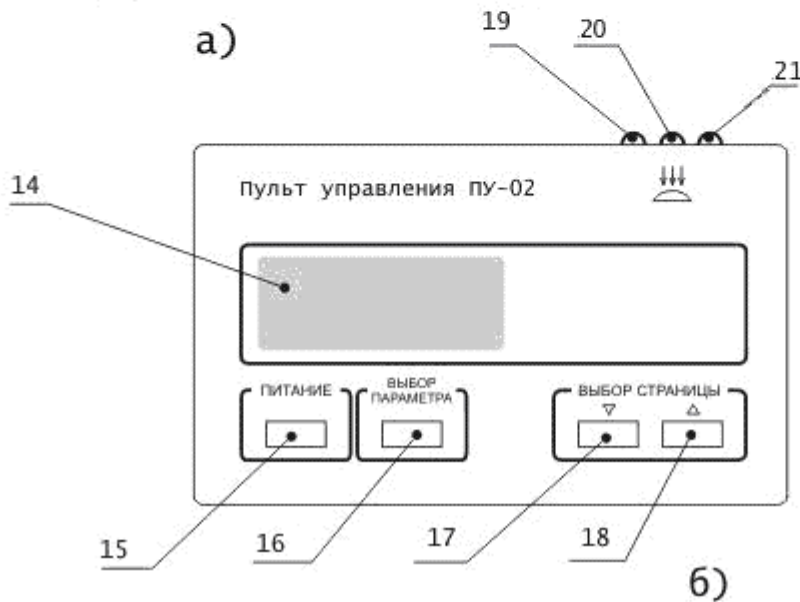 а)
19
20
21
14
Пульт управления ПУ-02
ПИТАНИЕ
ВЫБОР
ПАРАМЕТРА
ВЫБОР СТРАНИЦЫ
15
16
17
18
б)